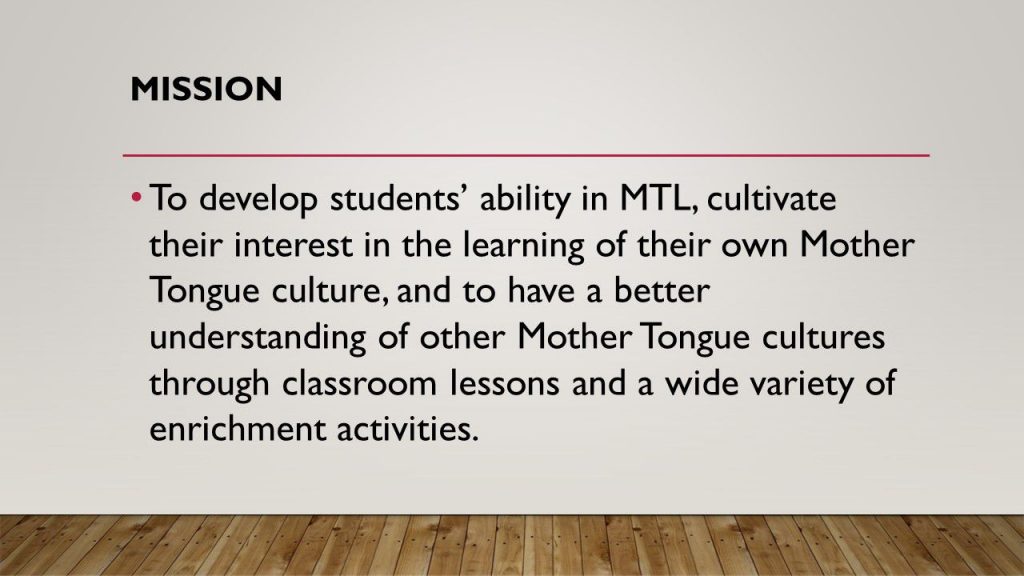 MISSION
• To develop students’ ability in MTL, cultivate
their interest in the learning of their own Mother
Tongue culture, and to have a better
understanding of other Mother Tongue cultures
through classroom lessons and a wide variety of
enrichment activities.